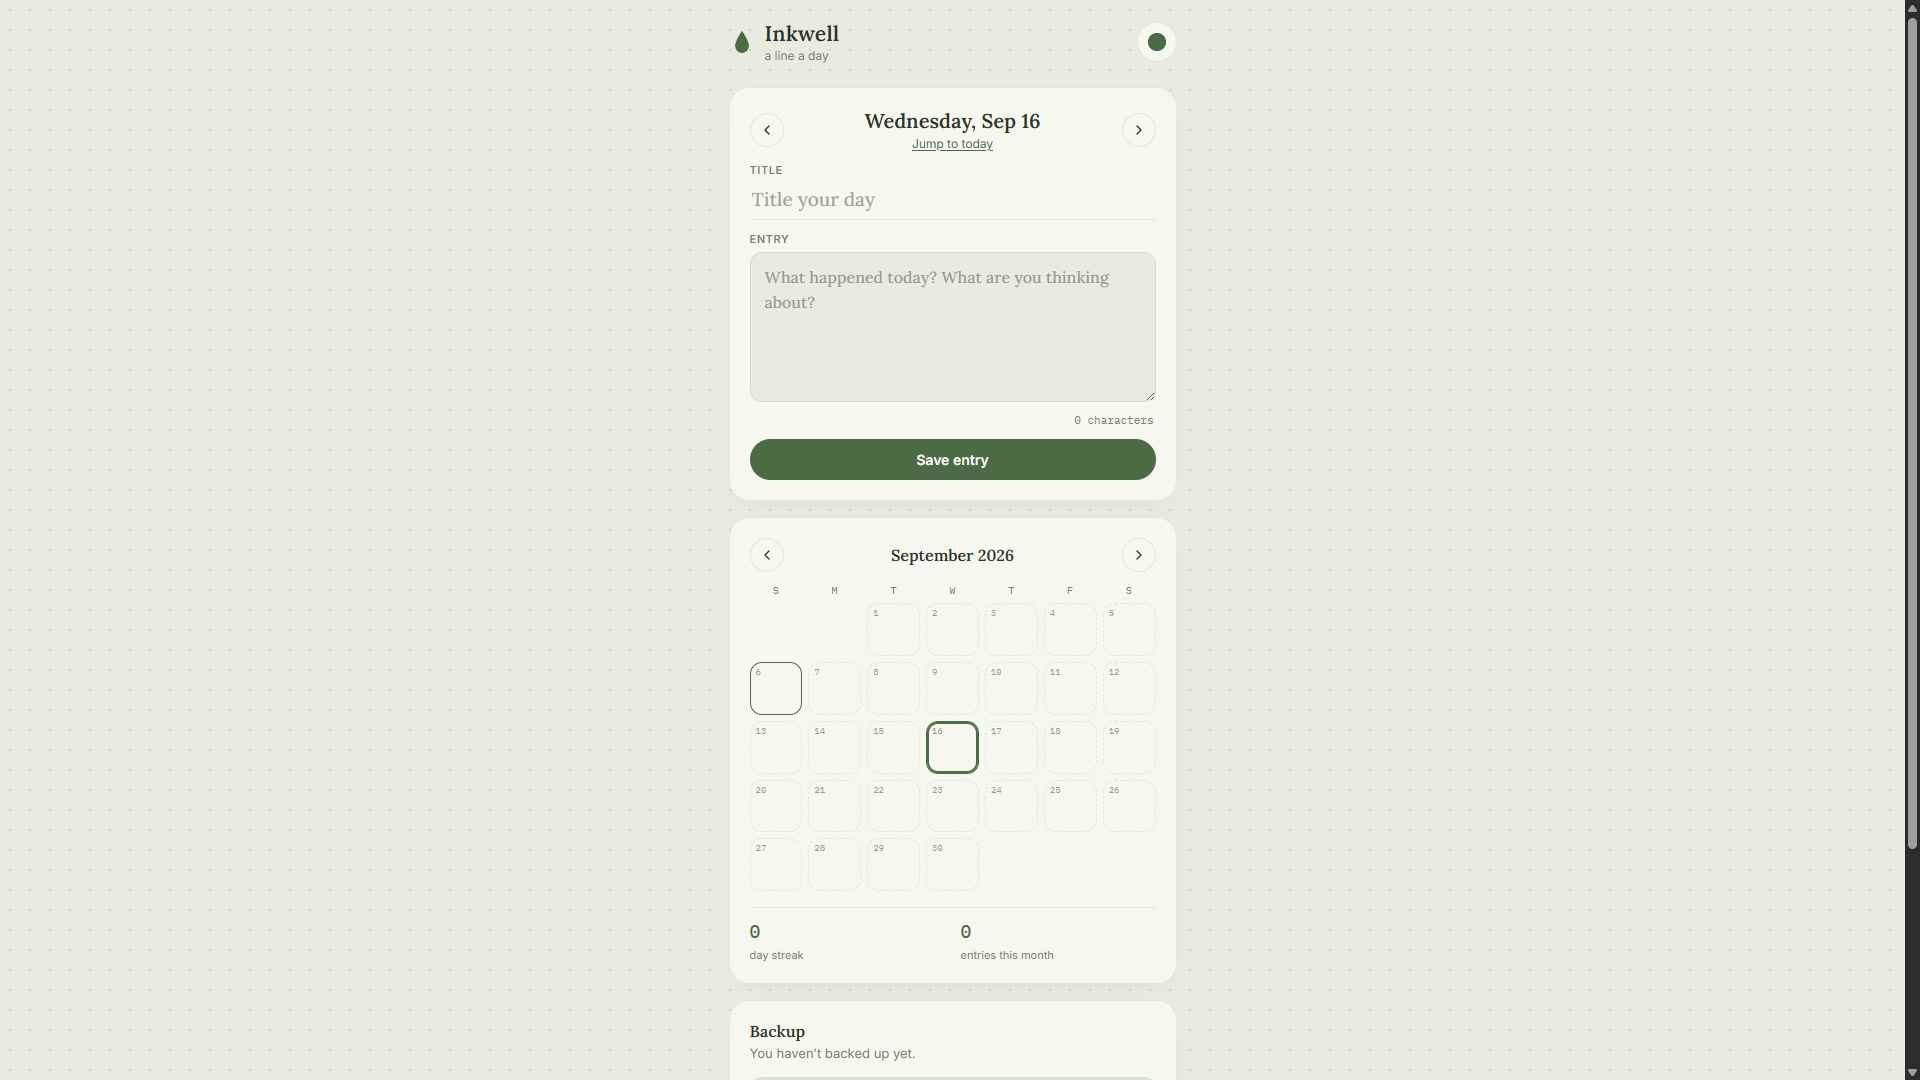 Inkwell
a line a day
Wednesday, Sep 16
Jump to today
TITLE
Title your day
ENTRY
What happened today? What are you thinking
about?
0 characters
Save entry
September 2026
S M T W T F S
1 2 3 4 5
6 7 8 9 10 11 12
13 14 15 16 17 18 19
20 21 22 23 24 25 26
27 28 29 30
0 0
day streak entries this month
Backup
You haven't backed up yet.